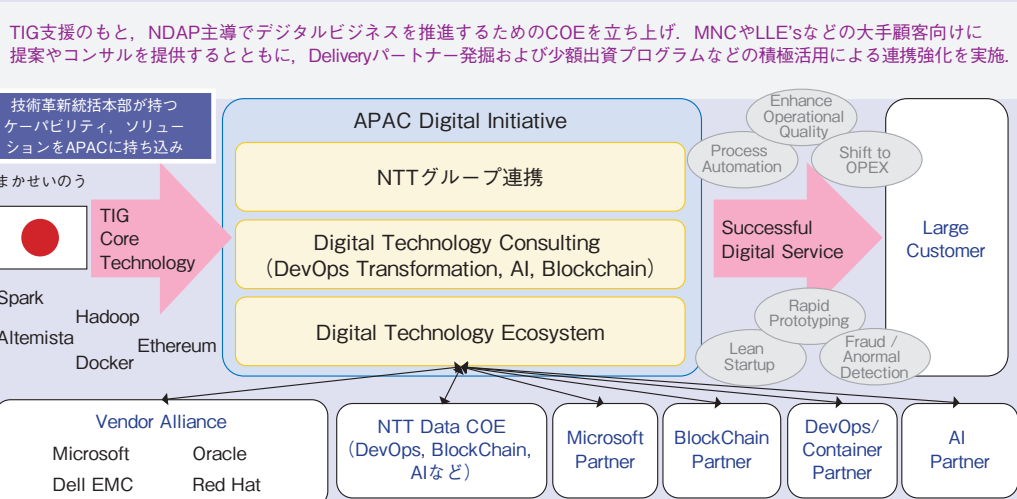 TIG支援のもと，NDAP主導でデジタルビジネスを推進するためのCOEを立ち上げ．MNCやLLE'sなどの大手顧客向けに
提案やコンサルを提供するとともに，Deliveryパートナー発掘および少額出資プログラムなどの積極活用による連携強化を実施.
技術革新統括本部が持つ
ケーパビリティ，ソリュー
ションをAPACに持ち込み
まかせいのう
TIG
Core
Technology
Spark
Hadoop
Altemista
Ethereum
Docker
APAC Digital Initiative
NTTグループ連携
Digital Technology Consulting
（DevOps Transformation, AI, Blockchain）
Digital Technology Ecosystem
Enhance
Operational
Quality
Process
Automation
Shift to
OPEX
Successful
Digital Service
Rapid
Prototyping
Lean
Startup
Fraud /
Anormal
Detection
Large
Customer
Vendor Alliance
Microsoft
Oracle
Dell EMC
Red Hat
NTT Data COE
（DevOps, BlockChain,
AIなど）
Microsoft
Partner
BlockChain
Partner
DevOps/
Container
Partner
AI
Partner